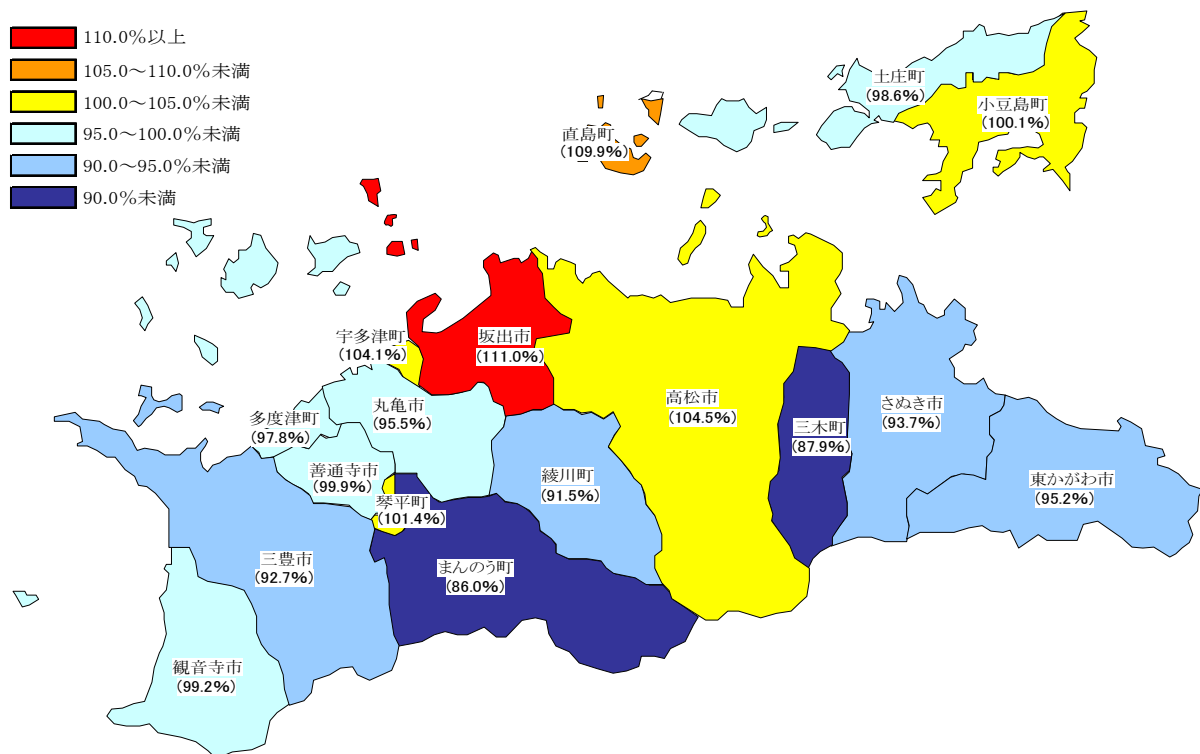 110.0%以上
105.0～110.0%未満
100.0～105.0%未満
95.0～100.0%未満
90.0～95.0%未満
90.0%未満
土庄町
(98.6%)
小豆島町
(100.1%)
直島町
(109.9%)
宇多津町
(104.1%)
坂出市
(111.0%)
高松市
(104.5%)
丸亀市
(95.5%)
多度津町
(97.8%)
三木町
(87.9%)
さぬき市
(93.7%)
善通寺市
(99.9%)
綾川町
(91.5%)
東かがわ市
(95.2%)
琴平町
(101.4%)
三豊市
(92.7%)
まんのう町
(86.0%)
観音寺市
(99.2%)